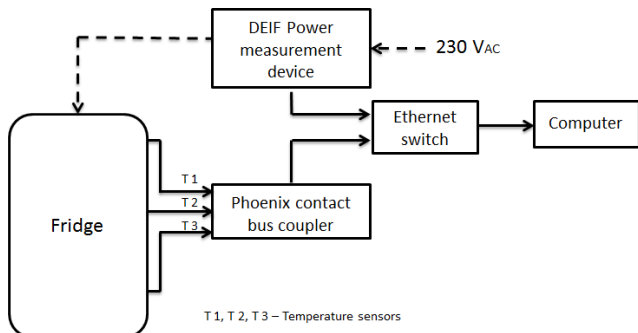 DEIF Power
measurement
device
230 VAC
Ethernet
switch
Computer
Fridge
T 1
T 2
T 3
Phoenix contact
bus coupler
T 1, T 2, T 3 – Temperature sensors